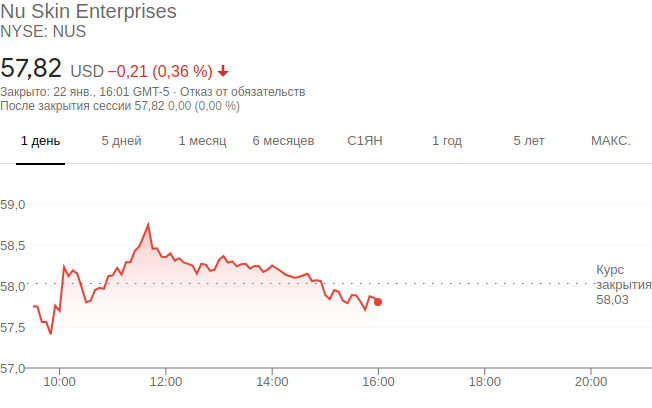 Nu Skin Enterprises
NYSE: NUS
57,82 USD −0,21 (0,36 %)
Закрыто: 22 янв., 16:01 GMT-5 · Отказ от обязательств
После закрытия сессии 57,82 0,00 (0,00 %)
1 день 5 дней 1 месяц 6 месяцев С1ЯН 1 год 5 лет МАКС.
59,0
58,5
58,0
57,5
57,0
Курс
закрытия
58,03
10:00 12:00 14:00 16:00 18:00 20:00